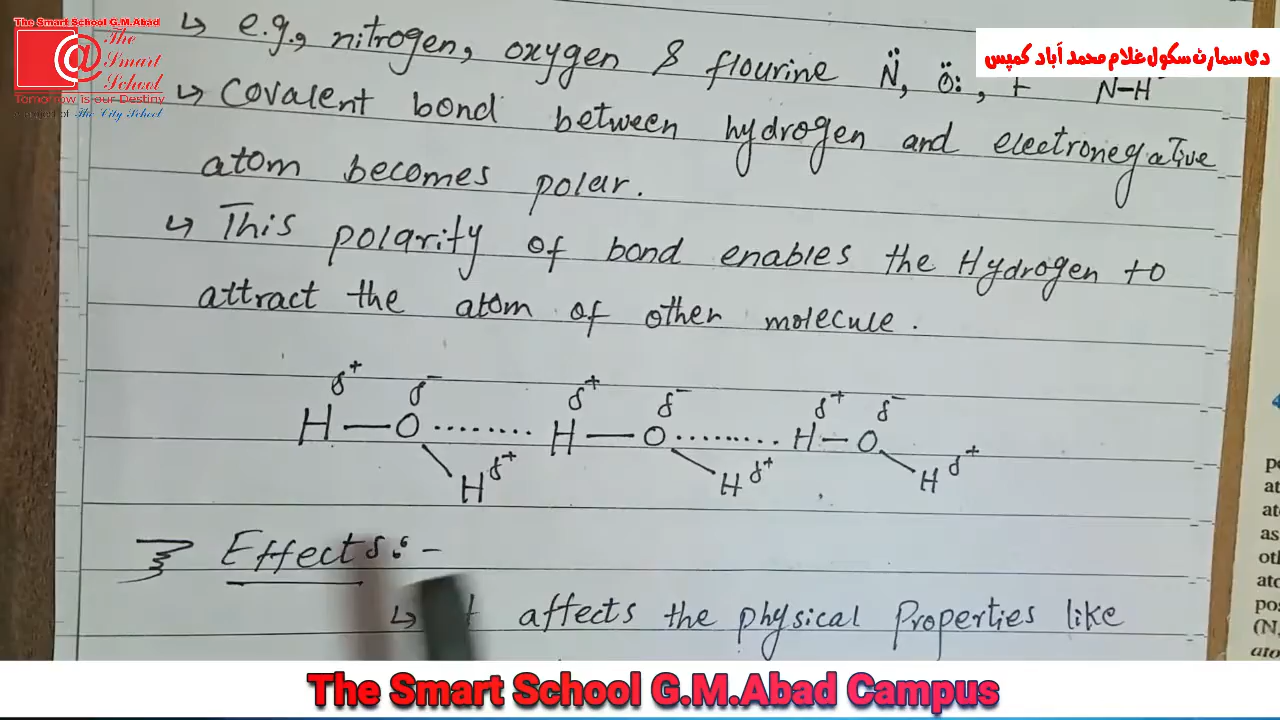 The Smart School G.M.Abad
The
Smart
School
Tomorrow is our Destiny
The City School
دی سمارٹ سکول غلام محمد آباد کیمپس
↳ e.g., nitrogen, oxygen & flourine N̈, Ö:, N–H
↳ Covalent bond between hydrogen and electronegative
atom becomes polar.
↳ This polarity of bond enables the Hydrogen to
attract the atom of other molecule.
δ+ δ− δ+ δ− δ+ δ−
H—O........H—O........H–O
H δ+ H δ+ H δ+
Effects:-
↳ affects the physical Properties like
The Smart School G.M.Abad Campus